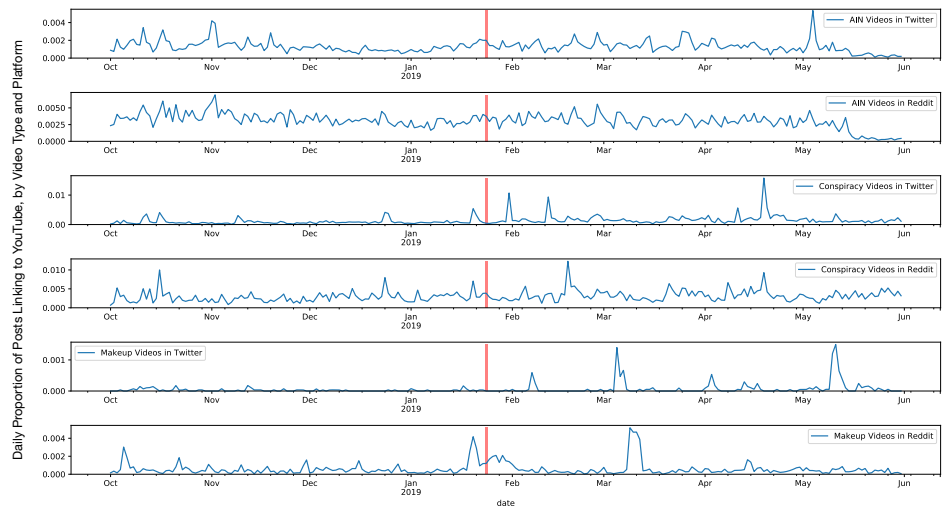 Daily Proportion of Posts Linking to YouTube, by Video Type and Platform
AIN Videos in Twitter
0.004
0.002
0.000
Oct Nov Dec Jan Feb Mar Apr May Jun
2019
AIN Videos in Reddit
0.0050
0.0025
0.0000
Oct Nov Dec Jan Feb Mar Apr May Jun
2019
Conspiracy Videos in Twitter
0.01
0.00
Oct Nov Dec Jan Feb Mar Apr May Jun
2019
Conspiracy Videos in Reddit
0.010
0.005
0.000
Oct Nov Dec Jan Feb Mar Apr May Jun
2019
Makeup Videos in Twitter
0.001
0.000
Oct Nov Dec Jan Feb Mar Apr May Jun
2019
Makeup Videos in Reddit
0.004
0.002
0.000
Oct Nov Dec Jan Feb Mar Apr May Jun
2019
date